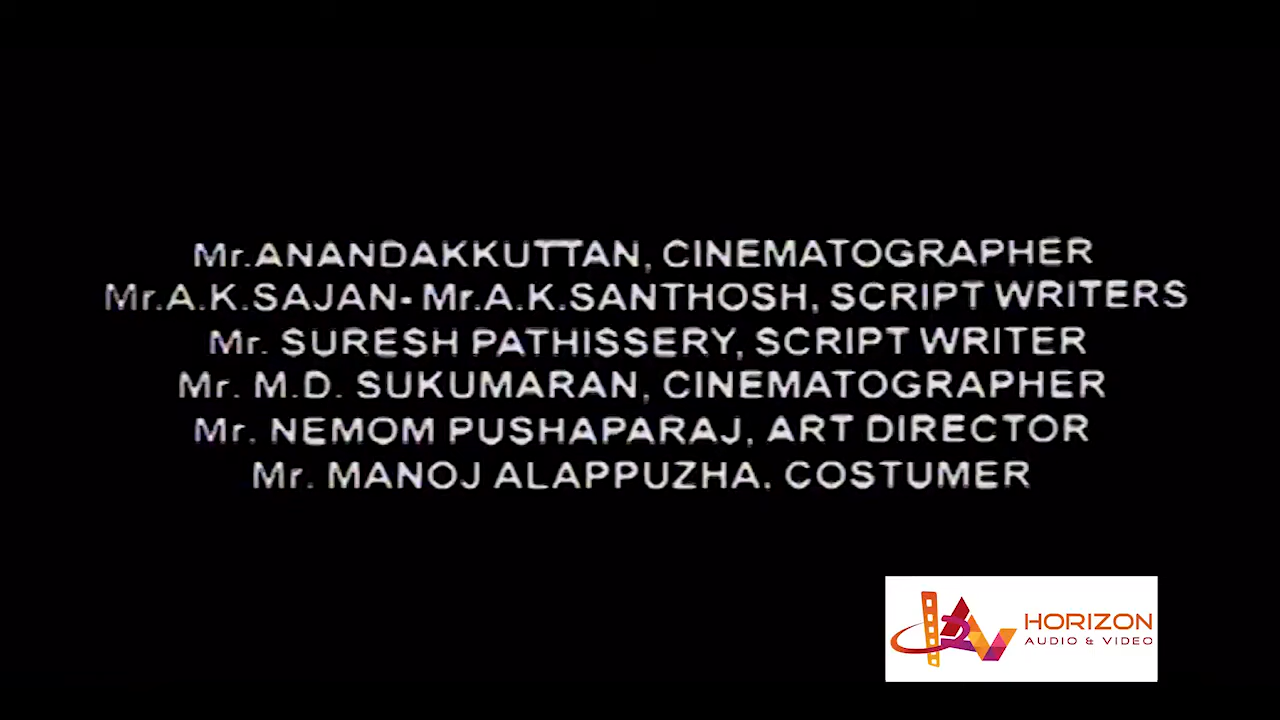 Mr.ANANDAKKUTTAN, CINEMATOGRAPHER
Mr.A.K.SAJAN- Mr.A.K.SANTHOSH, SCRIPT WRITERS
Mr. SURESH PATHISSERY, SCRIPT WRITER
Mr. M.D. SUKUMARAN, CINEMATOGRAPHER
Mr. NEMOM PUSHAPARAJ, ART DIRECTOR
Mr. MANOJ ALAPPUZHA, COSTUMER
HORIZON
AUDIO & VIDEO